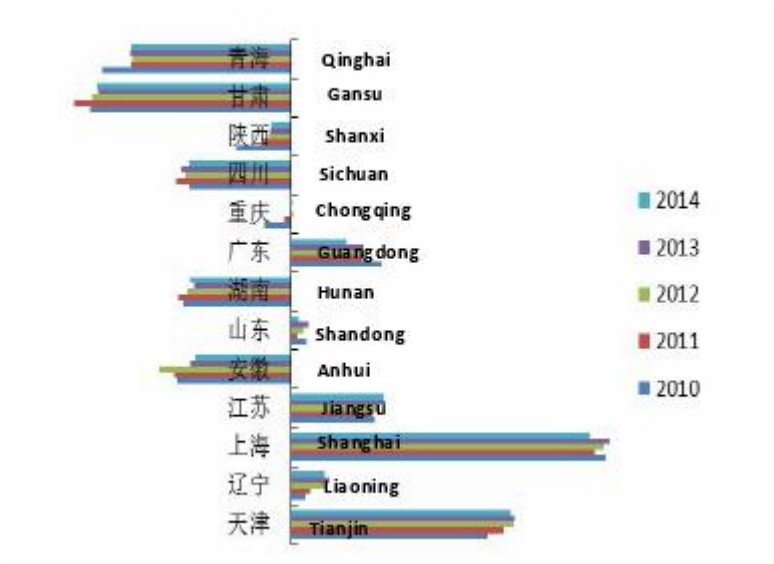 青海 Qinghai
甘肃 Gansu
陕西 Shanxi
四川 Sichuan
重庆 Chongqing
广东 Guangdong
湖南 Hunan
山东 Shandong
安徽 Anhui
江苏 Jiangsu
上海 Shanghai
辽宁 Liaoning
天津 Tianjin
2014
2013
2012
2011
2010